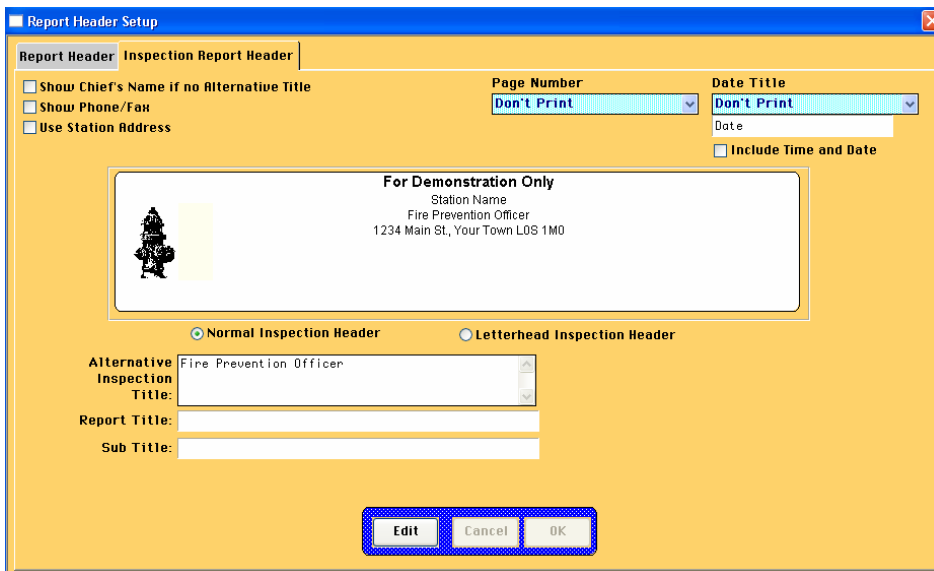 Report Header Setup
Report Header Inspection Report Header
Show Chief's Name if no Alternative Title
Show Phone/Fax
Use Station Address
Page Number
Don't Print
Date Title
Don't Print
Date
Include Time and Date
For Demonstration Only
Station Name
Fire Prevention Officer
1234 Main St., Your Town L0S 1M0
Normal Inspection Header Letterhead Inspection Header
Alternative Inspection Title:
Fire Prevention Officer
Report Title:
Sub Title:
Edit Cancel OK